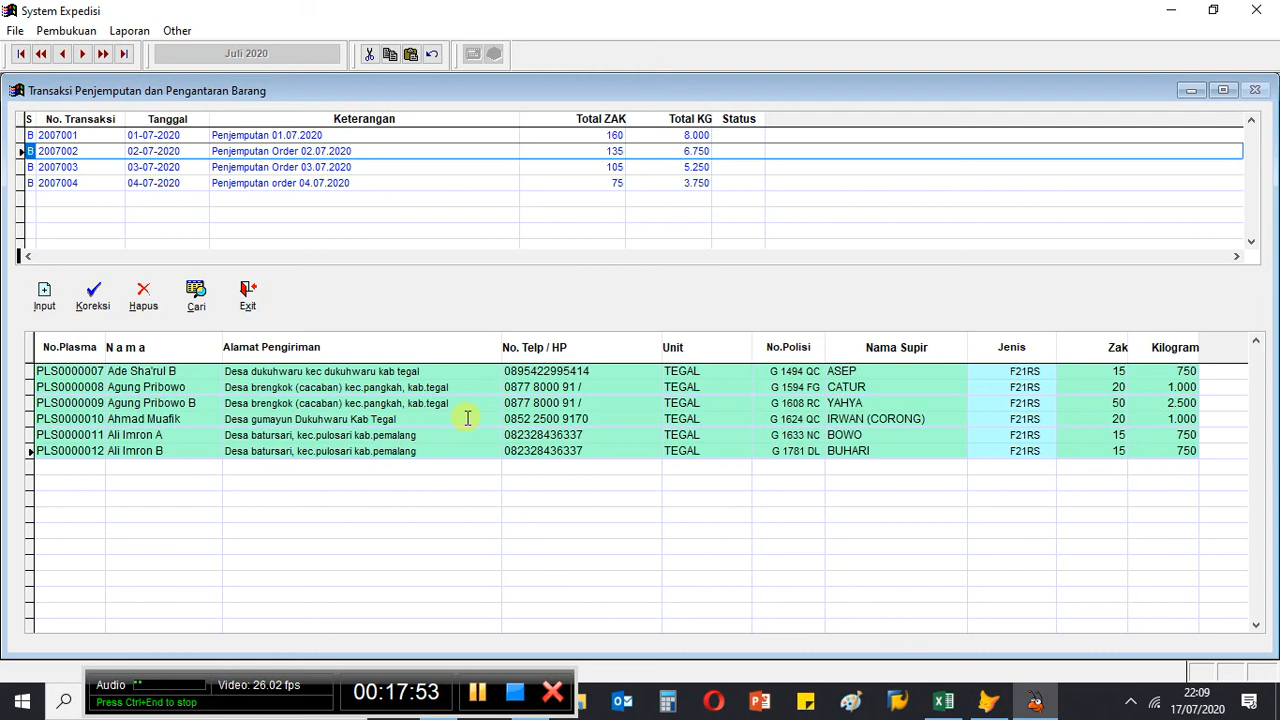 System Expedisi
File Pembukuan Laporan Other
Juli 2020
Transaksi Penjemputan dan Pengantaran Barang
S No. Transaksi Tanggal Keterangan Total ZAK Total KG Status
B 2007001 01-07-2020 Penjemputan 01.07.2020 160 8.000
B 2007002 02-07-2020 Penjemputan Order 02.07.2020 135 6.750
B 2007003 03-07-2020 Penjemputan Order 03.07.2020 105 5.250
B 2007004 04-07-2020 Penjemputan order 04.07.2020 75 3.750
Input Koreksi Hapus Cari Exit
No.Plasma N a m a Alamat Pengiriman No. Telp / HP Unit No.Polisi Nama Supir Jenis Zak Kilogram
PLS0000007 Ade Sha'rul B Desa dukuhwaru kec dukuhwaru kab tegal 0895422995414 TEGAL G 1494 QC ASEP F21RS 15 750
PLS0000008 Agung Pribowo Desa brengkok (cacaban) kec.pangkah, kab.tegal 0877 8000 91 / TEGAL G 1594 FG CATUR F21RS 20 1.000
PLS0000009 Agung Pribowo B Desa brengkok (cacaban) kec.pangkah, kab.tegal 0877 8000 91 / TEGAL G 1608 RC YAHYA F21RS 50 2.500
PLS0000010 Ahmad Muafik Desa gumayun Dukuhwaru Kab Tegal 0852 2500 9170 TEGAL G 1624 QC IRWAN (CORONG) F21RS 20 1.000
PLS0000011 Ali Imron A Desa batursari, kec.pulosari kab.pemalang 082328436337 TEGAL G 1633 NC BOWO F21RS 15 750
PLS0000012 Ali Imron B Desa batursari, kec.pulosari kab.pemalang 082328436337 TEGAL G 1781 DL BUHARI F21RS 15 750
Audio Video: 26.02 fps 00:17:53
Press Ctrl+End to stop
22:09
17/07/2020